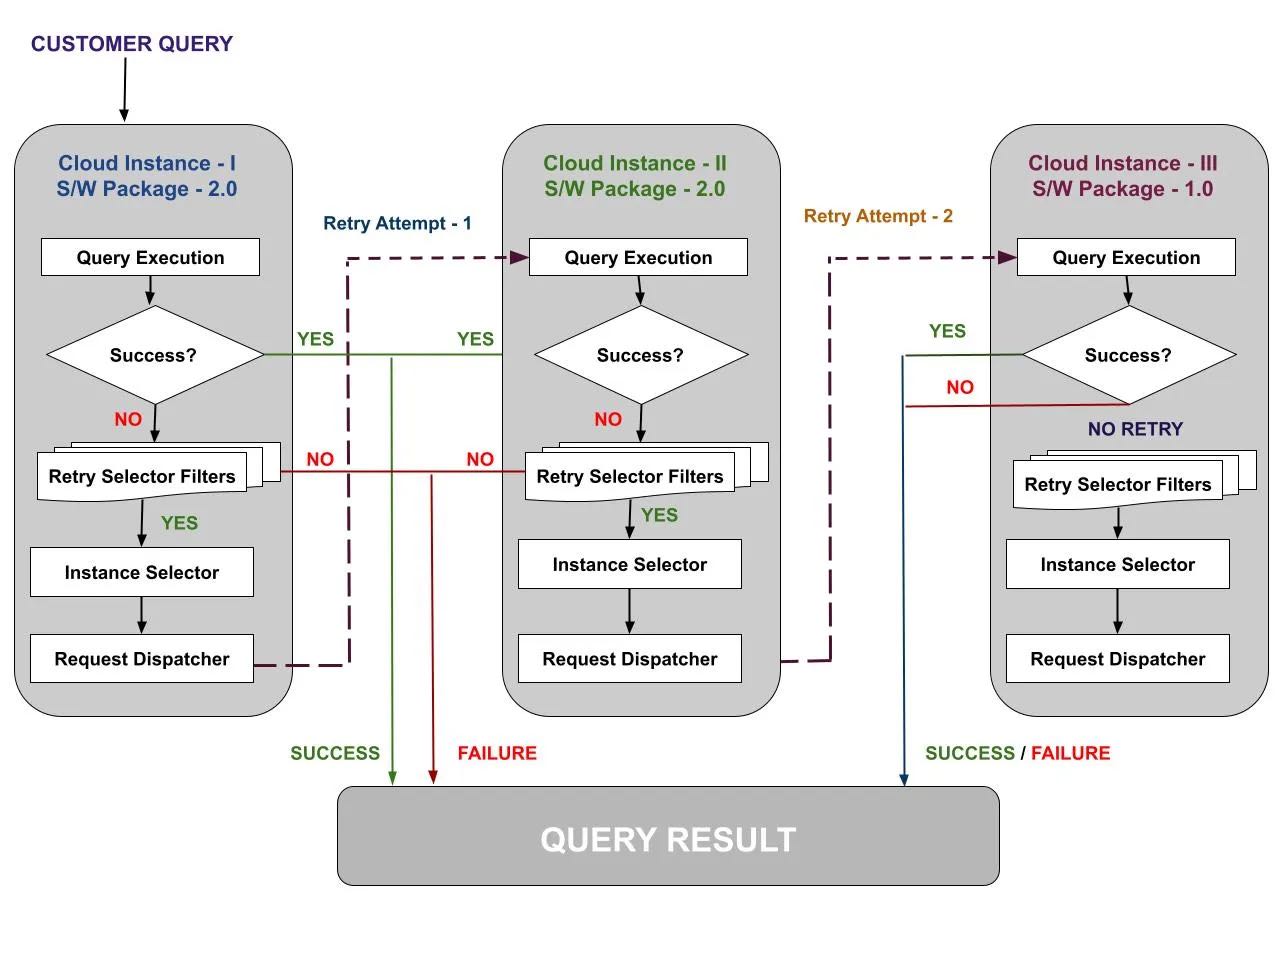 CUSTOMER QUERY
Cloud Instance - I
S/W Package - 2.0
Query Execution
Success?
YES
NO
Retry Selector Filters
NO
YES
Instance Selector
Request Dispatcher
Retry Attempt - 1
Cloud Instance - II
S/W Package - 2.0
Query Execution
YES
Success?
NO
NO
Retry Selector Filters
YES
Instance Selector
Request Dispatcher
Retry Attempt - 2
Cloud Instance - III
S/W Package - 1.0
Query Execution
YES
Success?
NO
NO RETRY
Retry Selector Filters
Instance Selector
Request Dispatcher
SUCCESS
FAILURE
SUCCESS / FAILURE
QUERY RESULT